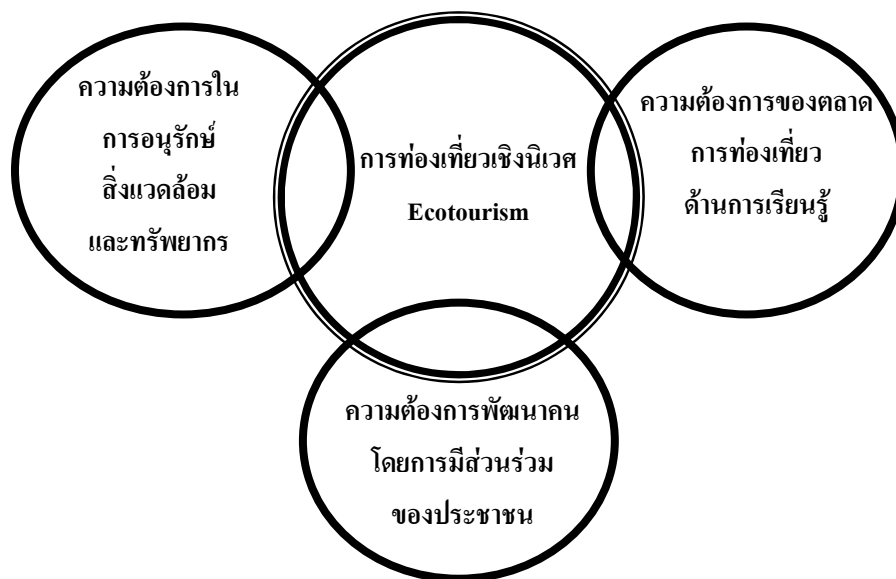 ความต้องการใน
การอนุรักษ์
สิ่งแวดล้อม
และทรัพยากร
การท่องเที่ยวเชิงนิเวศ
Ecotourism
ความต้องการของตลาด
การท่องเที่ยว
ด้านการเรียนรู้
ความต้องการพัฒนาคน
โดยการมีส่วนร่วม
ของประชาชน